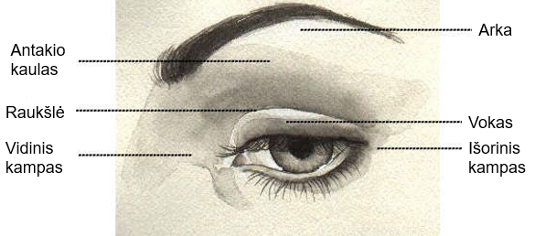 Arka
Antakio
kaulas
Raukšlė
Vokas
Vidinis
kampas
Išorinis
kampas